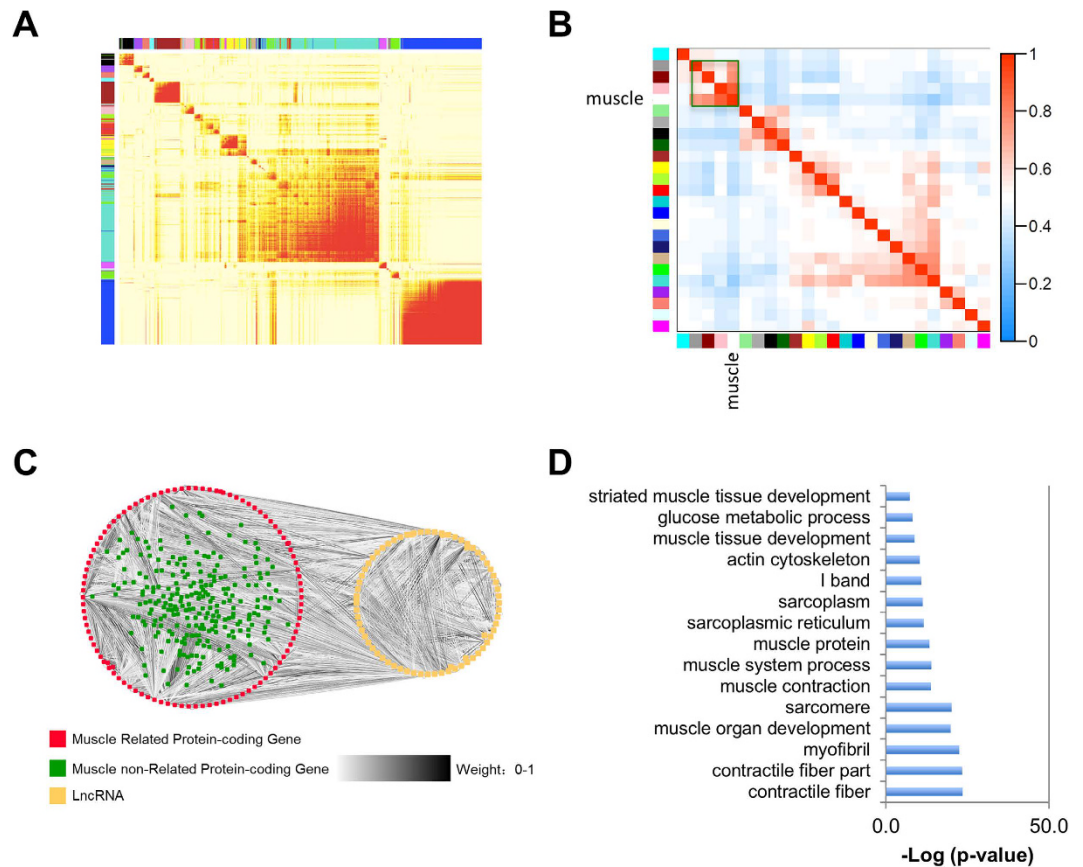 A
B
muscle
1
0.8
0.6
0.4
0.2
0
muscle
C
Muscle Related Protein-coding Gene
Muscle non-Related Protein-coding Gene
LncRNA
Weight: 0-1
D
striated muscle tissue development
glucose metabolic process
muscle tissue development
actin cytoskeleton
I band
sarcoplasm
sarcoplasmic reticulum
muscle protein
muscle system process
muscle contraction
sarcomere
muscle organ development
myofibril
contractile fiber part
contractile fiber
0.0
50.0
-Log (p-value)